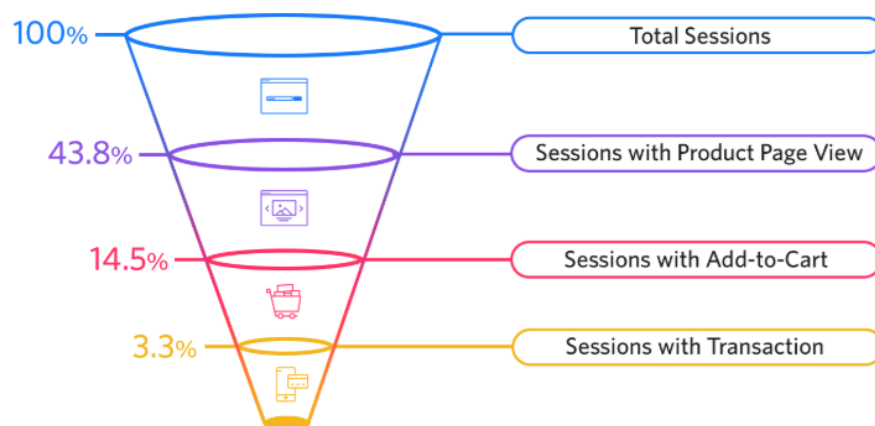 100% Total Sessions
43.8% Sessions with Product Page View
14.5% Sessions with Add-to-Cart
3.3% Sessions with Transaction